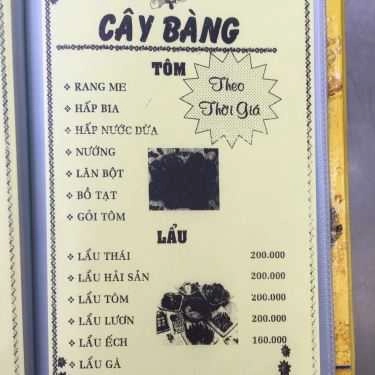 CÂY BÀNG
TÔM
Theo
Thời Giá
RANG ME
HẤP BIA
HẤP NƯỚC DỪA
NƯỚNG
LĂN BỘT
BỒ TẠT
GỎI TÔM
LẨU
LẨU THÁI 200.000
LẨU HẢI SẢN 200.000
LẨU TÔM 200.000
LẨU LƯƠN 200.000
LẨU ẾCH 160.000
LẨU GÀ